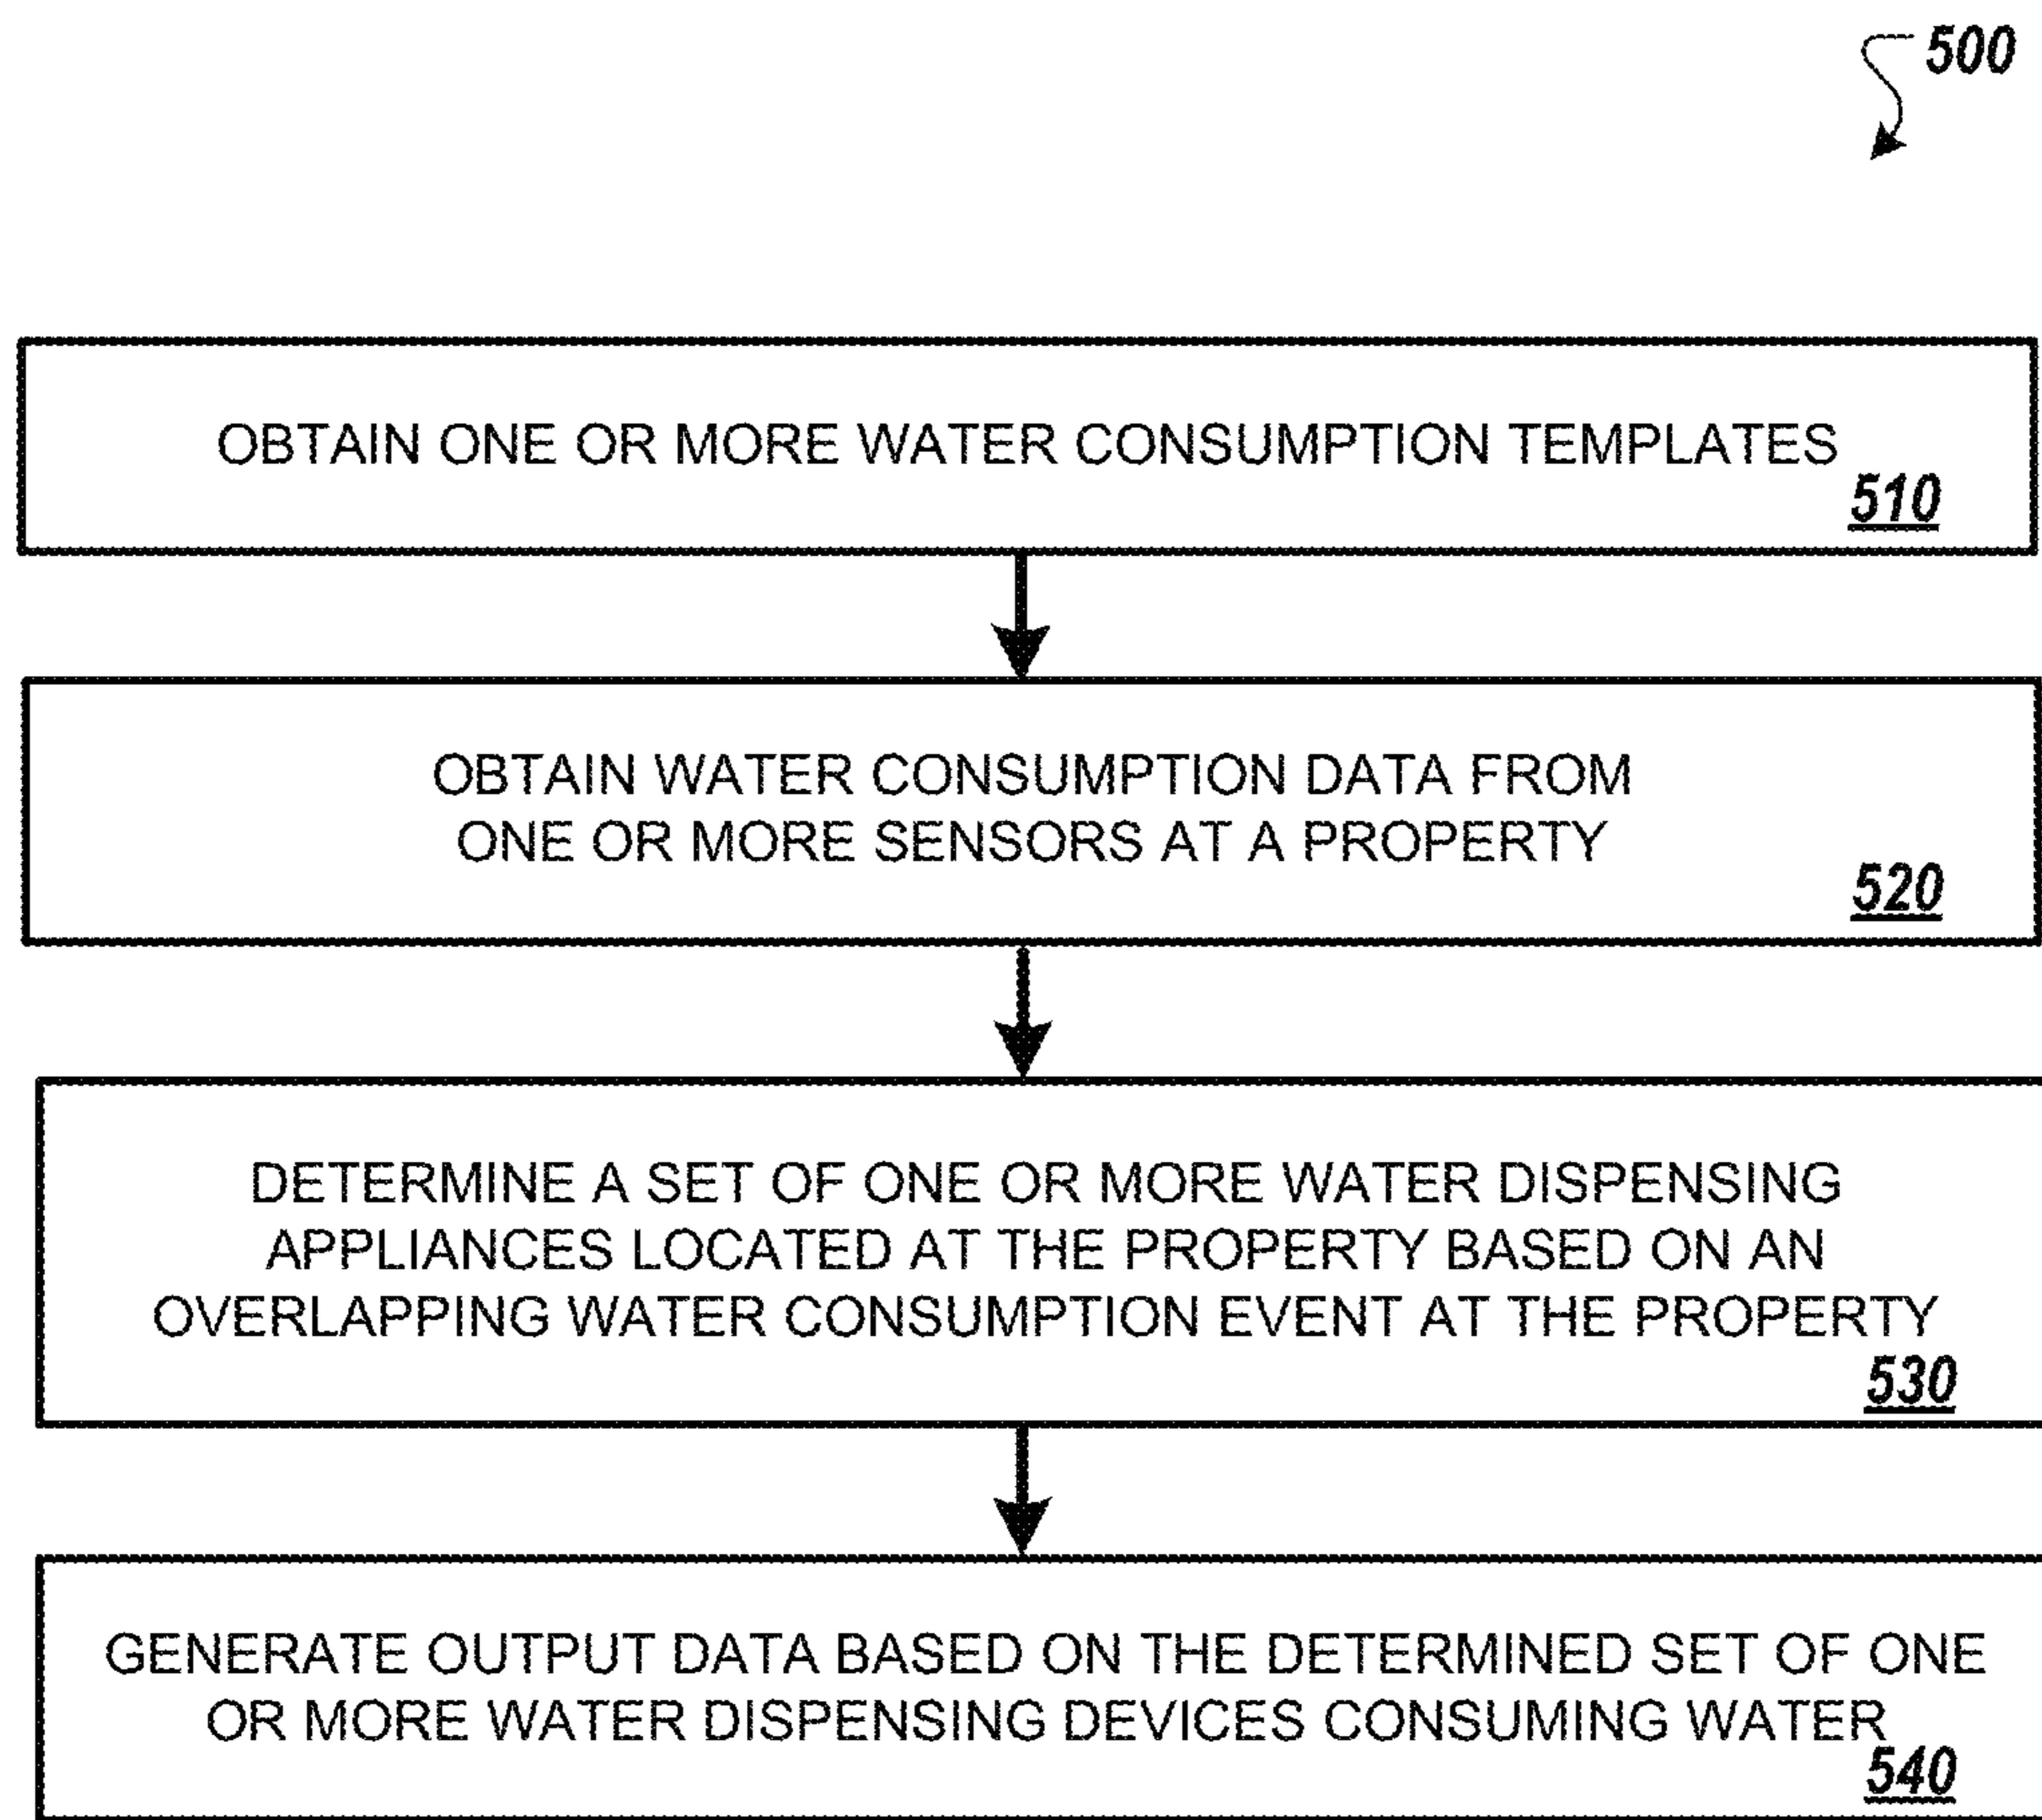 500
OBTAIN ONE OR MORE WATER CONSUMPTION TEMPLATES
510
OBTAIN WATER CONSUMPTION DATA FROM
ONE OR MORE SENSORS AT A PROPERTY
520
DETERMINE A SET OF ONE OR MORE WATER DISPENSING
APPLIANCES LOCATED AT THE PROPERTY BASED ON AN
OVERLAPPING WATER CONSUMPTION EVENT AT THE PROPERTY
530
GENERATE OUTPUT DATA BASED ON THE DETERMINED SET OF ONE
OR MORE WATER DISPENSING DEVICES CONSUMING WATER
540